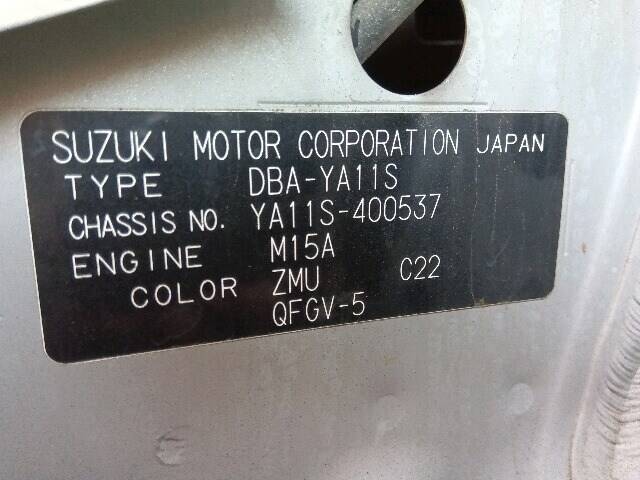 SUZUKI MOTOR CORPORATION JAPAN
TYPE DBA-YA11S
CHASSIS NO. YA11S-400537
ENGINE M15A
COLOR ZMU C22
QFGV-5